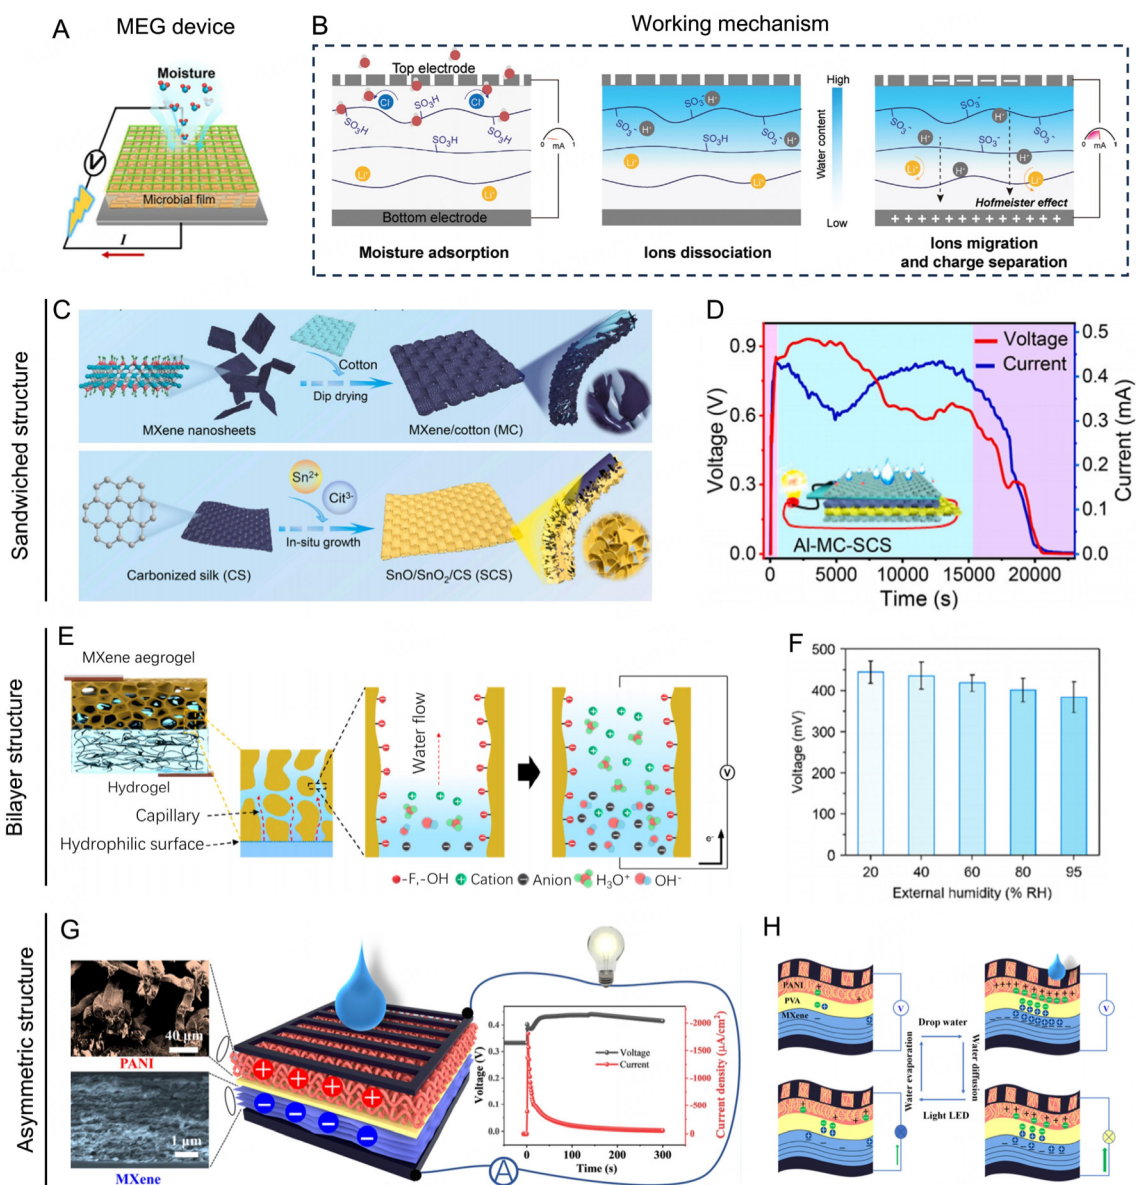 A
MEG device
Moisture
V
Microbial film
I
B
Working mechanism
Top electrode
Cl⁻
SO₃H
SO₃H
SO₃H
SO₃H
Li⁺
Li⁺
0 mA 1
Bottom electrode
Moisture adsorption
H⁺
SO₃⁻
SO₃⁻
SO₃⁻
H⁺
H⁺
Li⁺
Li⁺
Ions dissociation
High
Water content
Low
SO₃⁻
H⁺
SO₃⁻
H⁺
SO₃⁻
H⁺
Li⁺
H⁺
Li⁺
Hofmeister effect
0 mA 1
Ions migration
and charge separation
Sandwiched structure
C
Cotton
Dip drying
MXene nanosheets
MXene/cotton (MC)
Sn²⁺
Cit³⁻
In-situ growth
Carbonized silk (CS)
SnO/SnO₂/CS (SCS)
D
Voltage
Current
Voltage (V)
0.9
0.6
0.3
0.0
Current (mA)
0.5
0.4
0.3
0.2
0.1
0.0
Al-MC-SCS
0 5000 10000 15000 20000
Time (s)
Bilayer structure
E
MXene aegrogel
Hydrogel
Capillary
Hydrophilic surface
Water flow
V
e⁻
-F,-OH Cation Anion H₃O⁺ OH⁻
F
Voltage (mV)
500
400
300
200
100
0
20 40 60 80 95
External humidity (% RH)
Asymmetric structure
G
40 μm
PANI
1 μm
MXene
Voltage (V)
0.4
0.3
0.2
0.1
0.0
Voltage
Current
Current density (μA/cm²)
-2000
-1500
-1000
-500
0
0 100 200 300
Time (s)
A
H
PANI
PVA
MXene
V
V
Drop water
Water evaporation
Water diffusion
Light LED